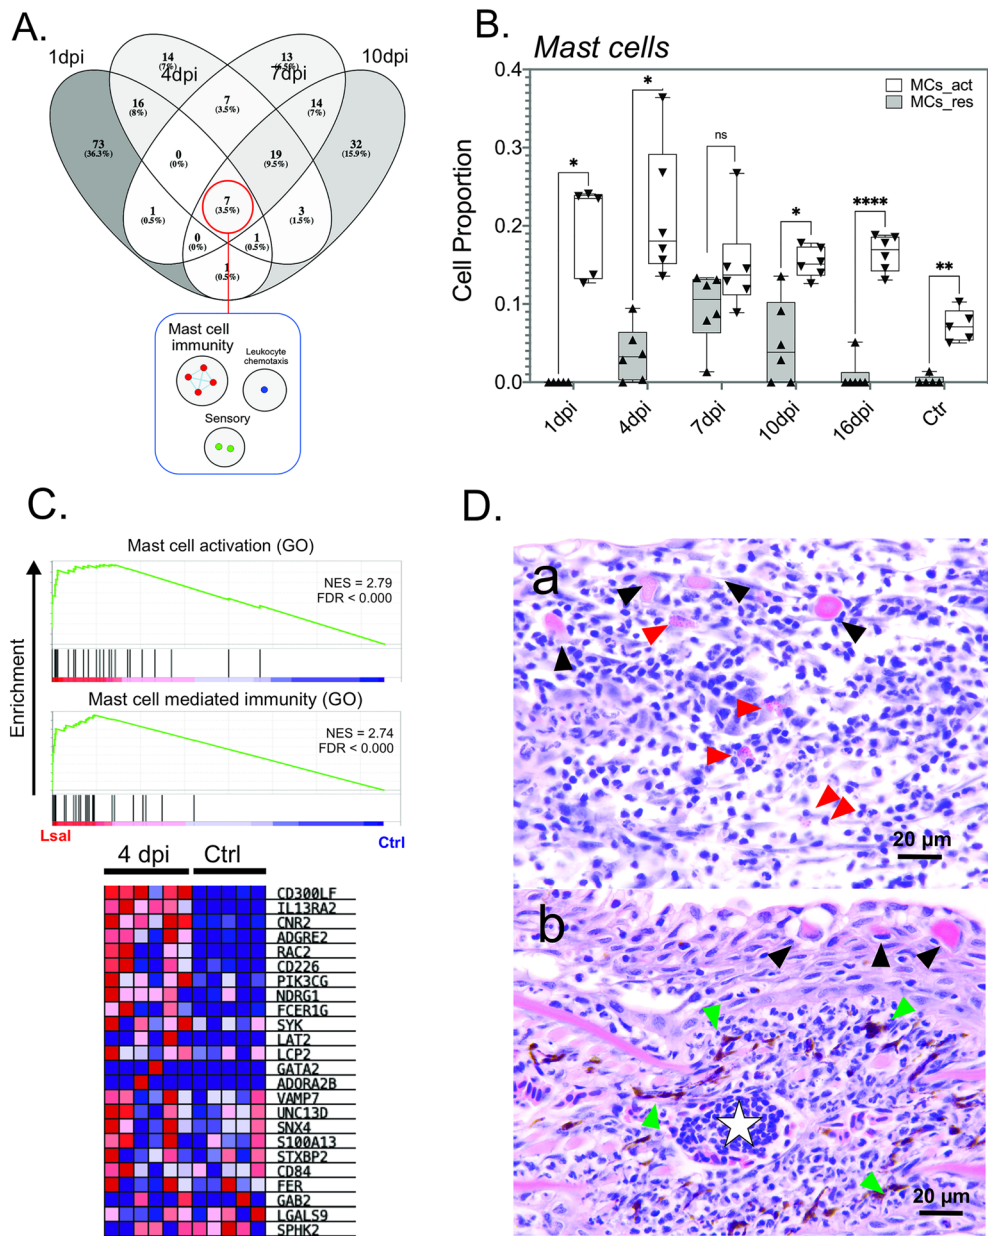 A.
1dpi
4dpi
7dpi
10dpi
14
(7%)
13
(6.5%)
16
(8%)
7
(3.5%)
14
(7%)
73
(36.3%)
0
(0%)
19
(9.5%)
32
(15.9%)
1
(0.5%)
7
(3.5%)
3
(1.5%)
0
(0%)
1
(0.5%)
1
(0.5%)
Mast cell
immunity
Leukocyte
chemotaxis
Sensory
B.
Mast cells
MCs_act
MCs_res
Cell Proportion
0.4
0.3
0.2
0.1
0.0
*
*
ns
*
****
**
1dpi
4dpi
7dpi
10dpi
16dpi
Ctr
C.
Enrichment
Mast cell activation (GO)
NES = 2.79
FDR < 0.000
Mast cell mediated immunity (GO)
NES = 2.74
FDR < 0.000
Lsal
Ctrl
4 dpi
Ctrl
CD300LF
IL13RA2
CNR2
ADGRE2
RAC2
CD226
PIK3CG
NDRG1
FCER1G
SYK
LAT2
LCP2
GATA2
ADORA2B
VAMP7
UNC13D
SNX4
S100A13
STXBP2
CD84
FER
GAB2
LGALS9
SPHK2
D.
a
20 µm
b
20 µm